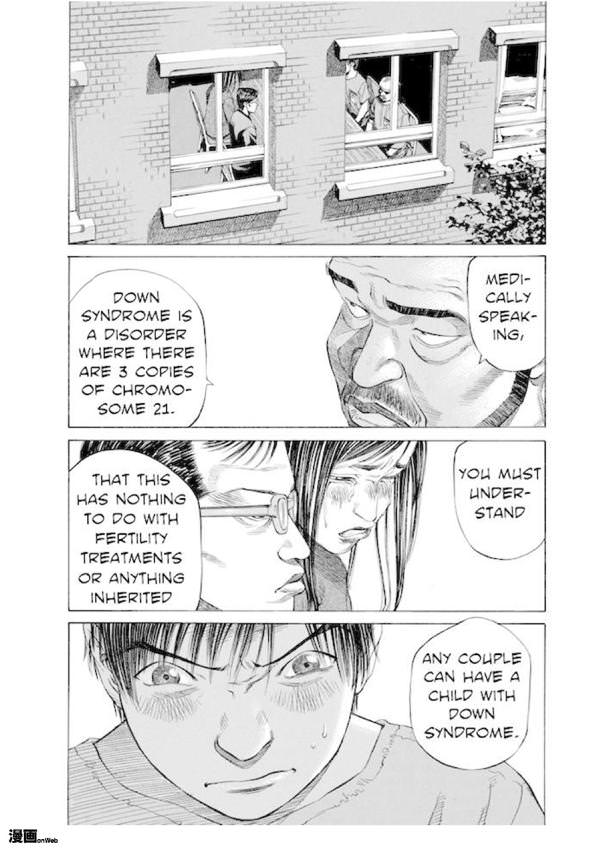 MEDI-
CALLY
SPEAK-
ING,
DOWN
SYNDROME IS
A DISORDER
WHERE THERE
ARE 3 COPIES
OF CHROMO-
SOME 21.
YOU MUST
UNDER-
STAND
THAT THIS
HAS NOTHING
TO DO WITH
FERTILITY
TREATMENTS
OR ANYTHING
INHERITED
ANY COUPLE
CAN HAVE A
CHILD WITH
DOWN
SYNDROME.
漫画onWeb